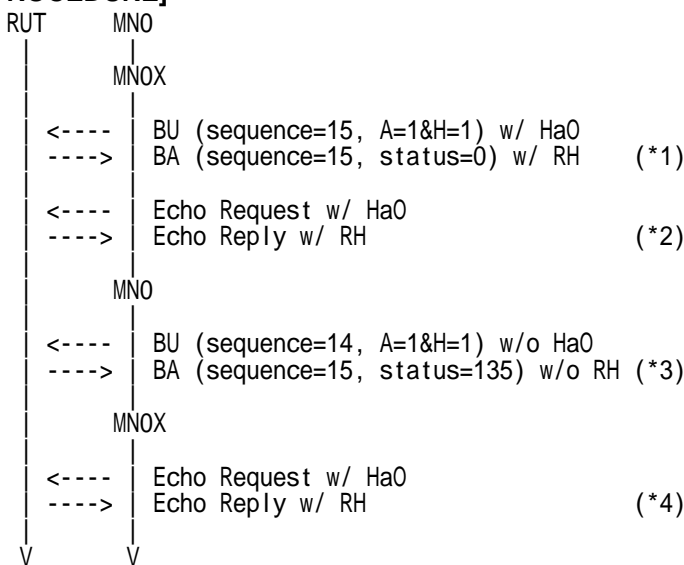 RUT MN0
MN0X
<---- BU (sequence=15, A=1&H=1) w/ HaO
----> BA (sequence=15, status=0) w/ RH (*1)
<---- Echo Request w/ HaO
----> Echo Reply w/ RH (*2)
MN0
<---- BU (sequence=14, A=1&H=1) w/o HaO
----> BA (sequence=15, status=135) w/o RH (*3)
MN0X
<---- Echo Request w/ HaO
----> Echo Reply w/ RH (*4)
V V